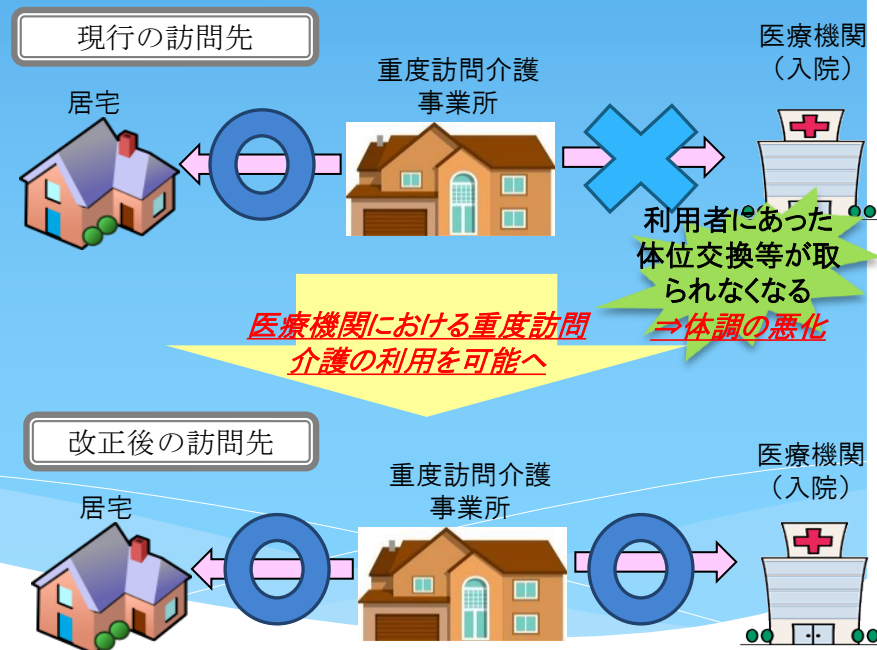 現行の訪問先
医療機関
（入院）
重度訪問介護
事業所
居宅
利用者にあった
体位交換等が取
られなくなる
⇒体調の悪化
医療機関における重度訪問
介護の利用を可能へ
改正後の訪問先
医療機関
（入院）
重度訪問介護
事業所
居宅